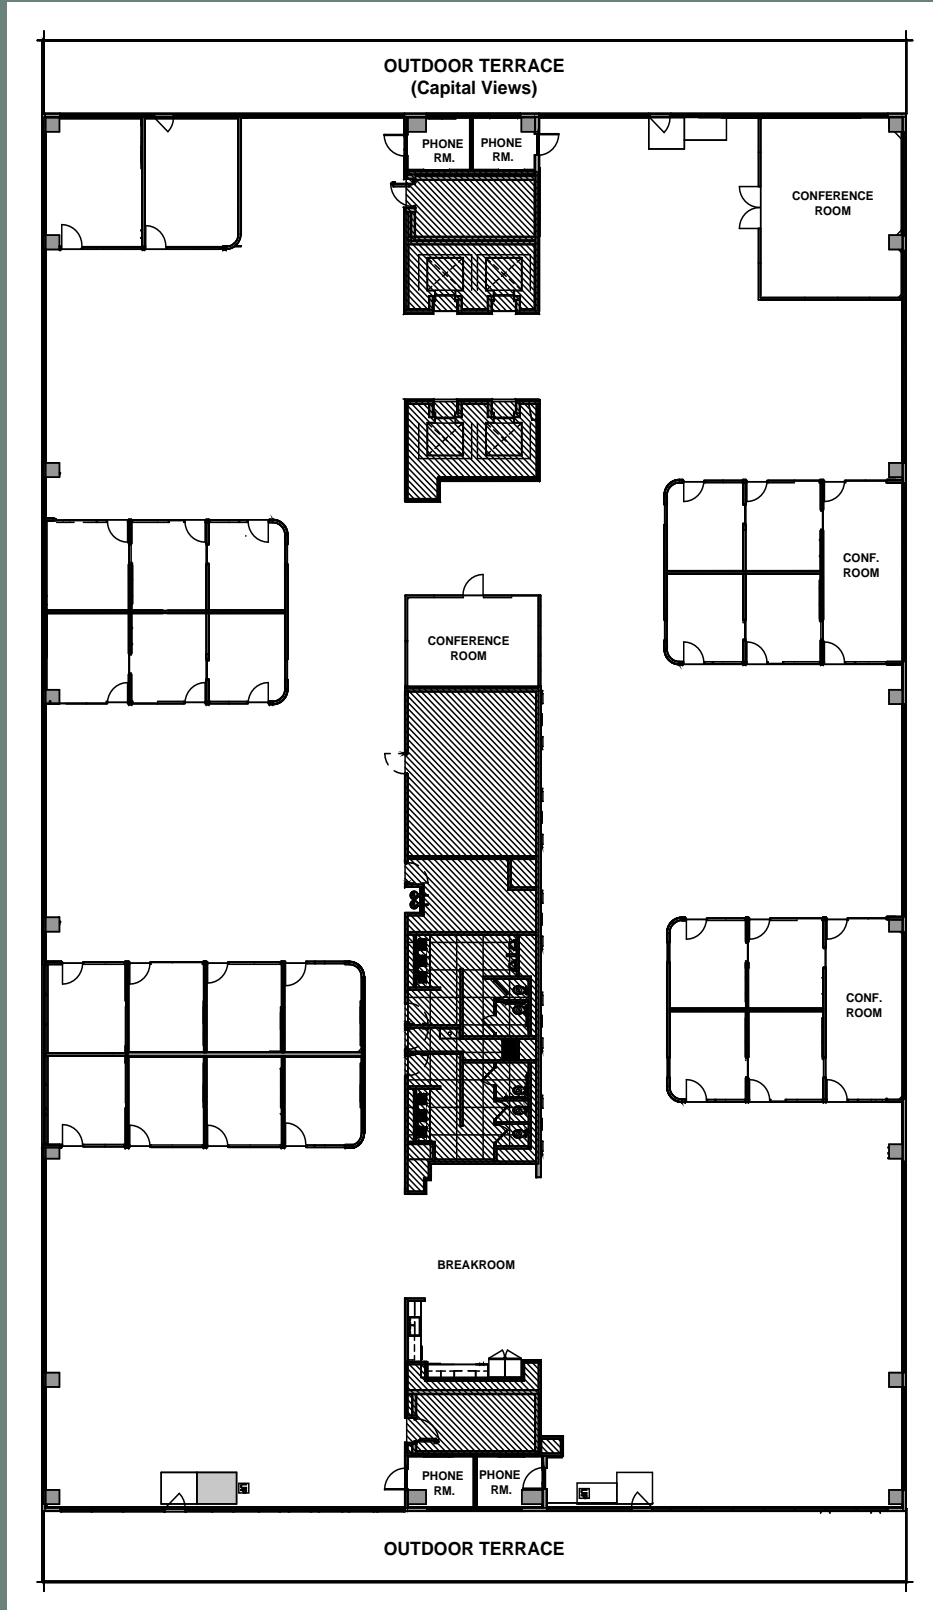 OUTDOOR TERRACE
(Capital Views)
PHONE
RM.
PHONE
RM.
CONFERENCE
ROOM
CONF.
ROOM
CONFERENCE
ROOM
CONF.
ROOM
BREAKROOM
PHONE
RM.
PHONE
RM.
OUTDOOR TERRACE